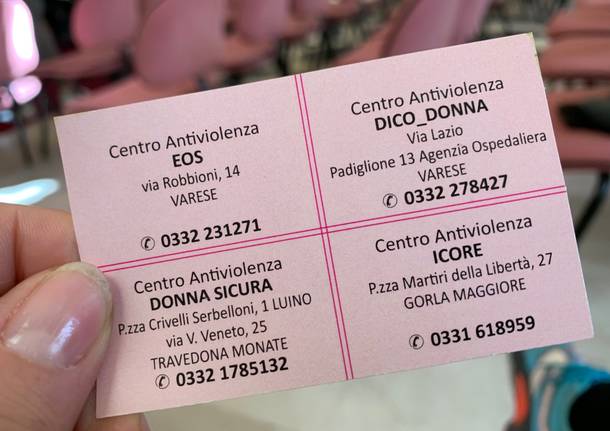 Centro Antiviolenza
EOS
via Robbioni, 14
VARESE
✆ 0332 231271
Centro Antiviolenza
DICO_DONNA
Via Lazio
Padiglione 13 Agenzia Ospedaliera
VARESE
✆ 0332 278427
Centro Antiviolenza
DONNA SICURA
P.zza Crivelli Serbelloni, 1 LUINO
via V. Veneto, 25
TRAVEDONA MONATE
✆ 0332 1785132
Centro Antiviolenza
ICORE
P.zza Martiri della Libertà, 27
GORLA MAGGIORE
✆ 0331 618959